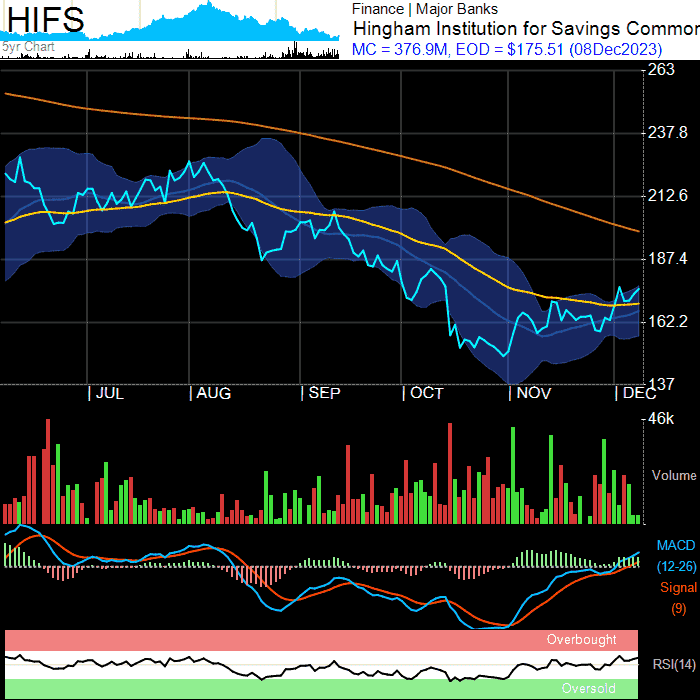 HIFS
5yr Chart
Finance | Major Banks
Hingham Institution for Savings Common
MC = 376.9M, EOD = $175.51 (08Dec2023)
263
237.8
212.6
187.4
162.2
137
JUL AUG SEP OCT NOV DEC
46k
Volume
MACD
(12-26)
Signal
(9)
Overbought
RSI(14)
Oversold